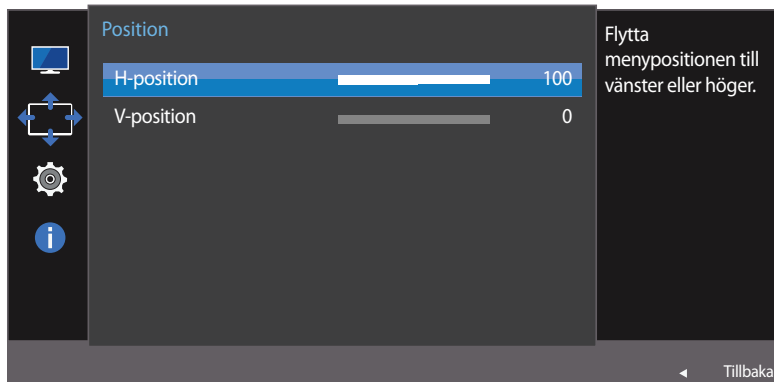 Position
H-position 100
V-position 0
Flytta
menypositionen till
vänster eller höger.
Tillbaka